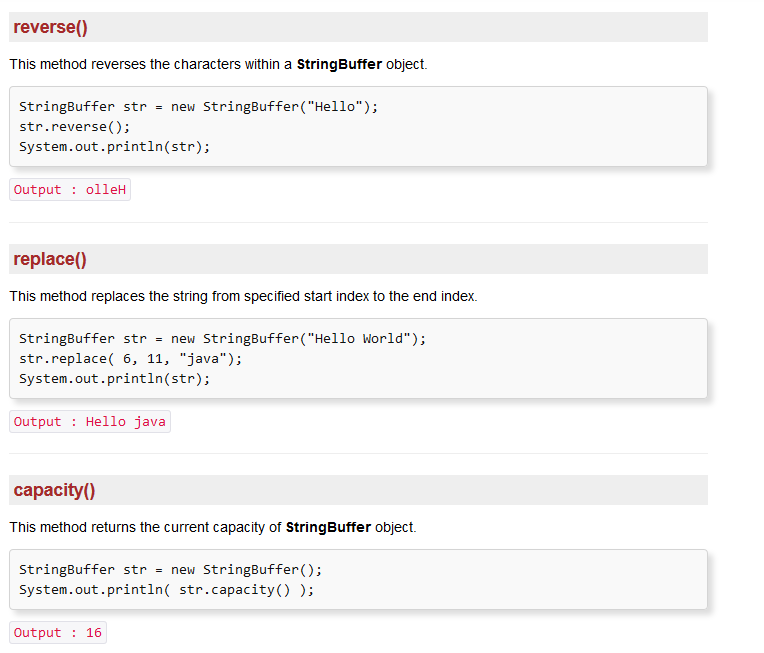 reverse()
This method reverses the characters within a StringBuffer object.
StringBuffer str = new StringBuffer("Hello");
str.reverse();
System.out.println(str);
Output : olleH
replace()
This method replaces the string from specified start index to the end index.
StringBuffer str = new StringBuffer("Hello World");
str.replace( 6, 11, "java");
System.out.println(str);
Output : Hello java
capacity()
This method returns the current capacity of StringBuffer object.
StringBuffer str = new StringBuffer();
System.out.println( str.capacity() );
Output : 16